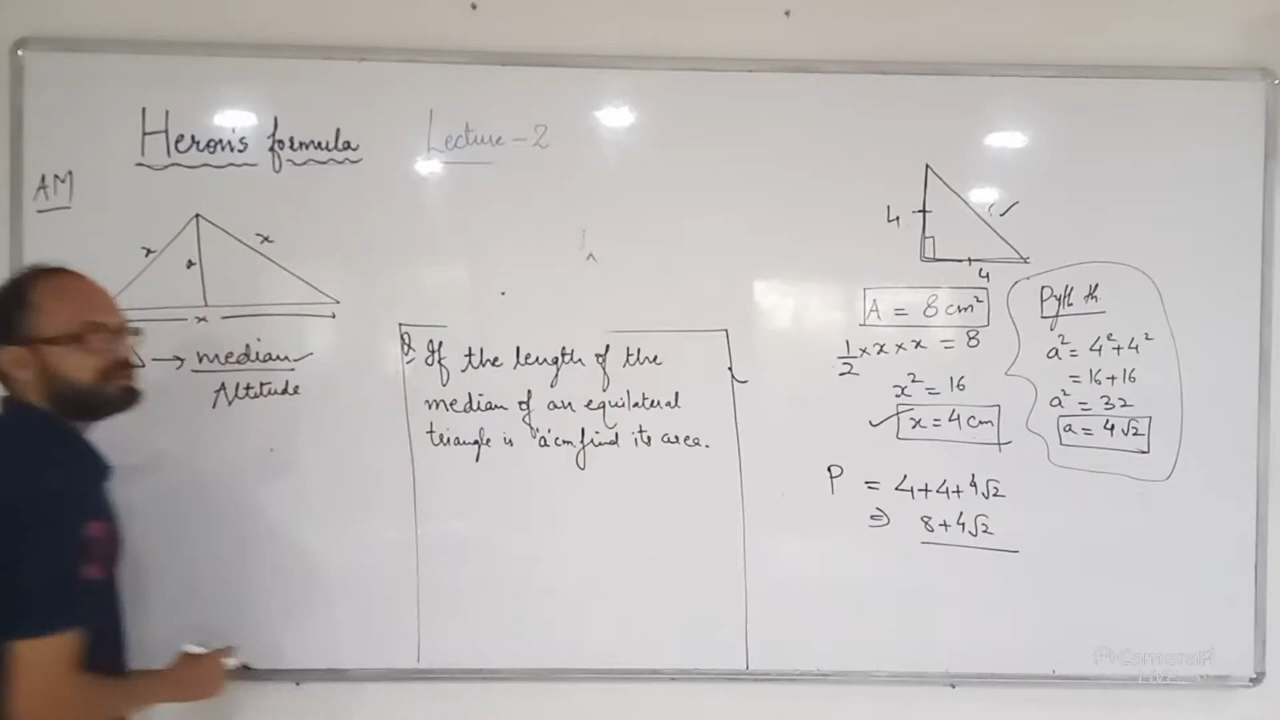 Heron's formula Lecture - 2
AM
x
x
a
x
Δ → median
Altitude
Q. If the length of the
median of an equilateral
triangle is 'a'cm find its area.
4
4
A = 8 cm²
1/2 × x × x = 8
x² = 16
x = 4 cm
P = 4+4+4√2
⇒ 8+4√2
Pyth th.
a² = 4²+4²
= 16+16
a² = 32
a = 4√2
CameraFi
LIVE